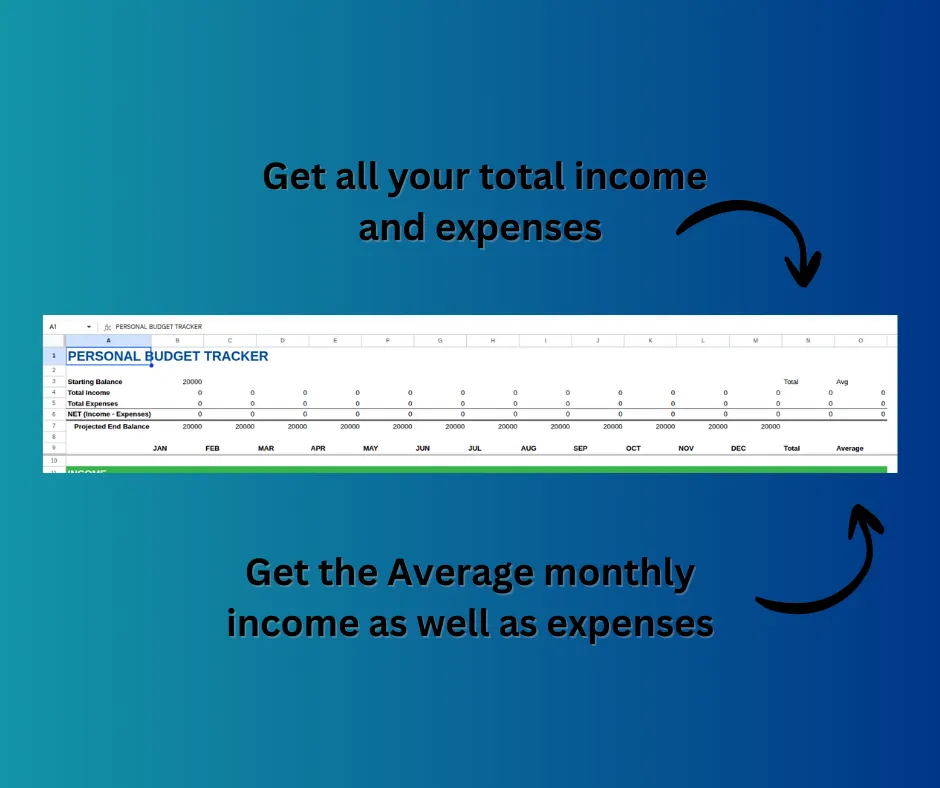 Get all your total income
and expenses
A1 fx PERSONAL BUDGET TRACKER
A B C D E F G H I J K L M N O
1 PERSONAL BUDGET TRACKER
2
3 Starting Balance 20000 Total Avg
4 Total Income 0 0 0 0 0 0 0 0 0 0 0 0 0 0
5 Total Expenses 0 0 0 0 0 0 0 0 0 0 0 0 0 0
6 NET (Income - Expenses) 0 0 0 0 0 0 0 0 0 0 0 0 0 0
7 Projected End Balance 20000 20000 20000 20000 20000 20000 20000 20000 20000 20000 20000 20000
8
9 JAN FEB MAR APR MAY JUN JUL AUG SEP OCT NOV DEC Total Average
10
11 INCOME
Get the Average monthly
income as well as expenses